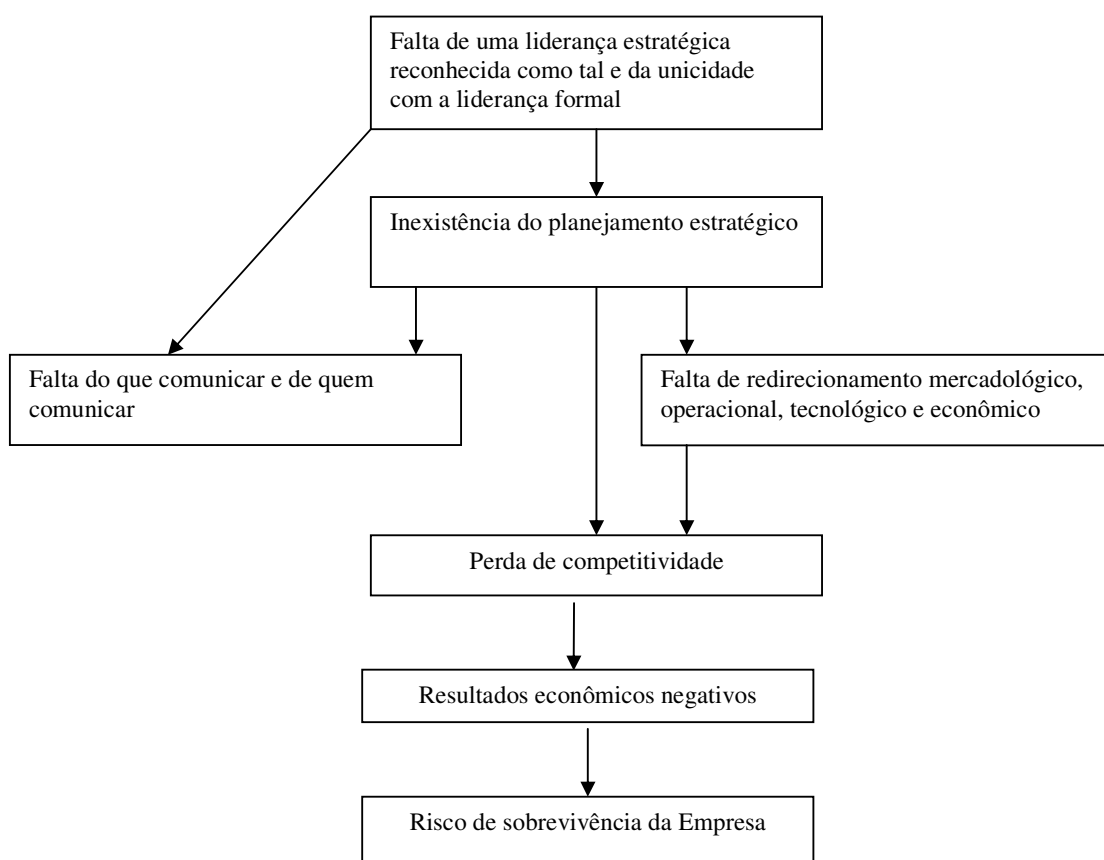 Falta de uma liderança estratégica
reconhecida como tal e da unicidade
com a liderança formal
Inexistência do planejamento estratégico
Falta do que comunicar e de quem
comunicar
Falta de redirecionamento mercadológico,
operacional, tecnológico e econômico
Perda de competitividade
Resultados econômicos negativos
Risco de sobrevivência da Empresa